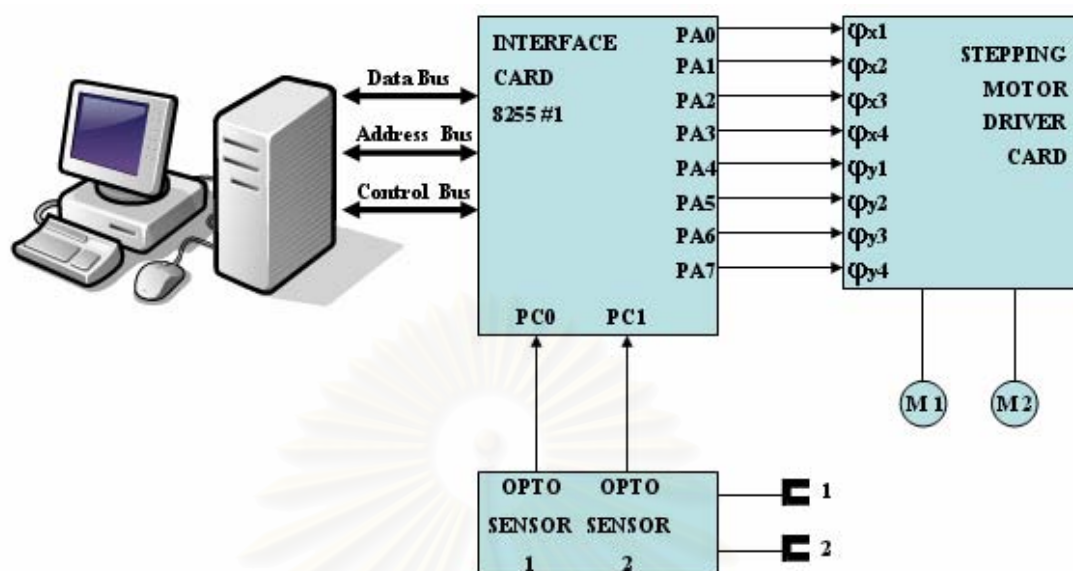 Data Bus
Address Bus
Control Bus
INTERFACE
CARD
8255 #1
PA0
PA1
PA2
PA3
PA4
PA5
PA6
PA7
PC0 PC1
φx1
φx2
φx3
φx4
φy1
φy2
φy3
φy4
STEPPING
MOTOR
DRIVER
CARD
M 1 M 2
OPTO OPTO
SENSOR SENSOR
1 2
1
2